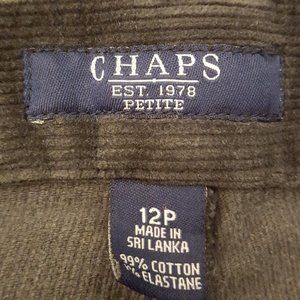 CHAPS
EST. 1978
PETITE
12P
MADE IN
SRI LANKA
99% COTTON
% ELASTANE